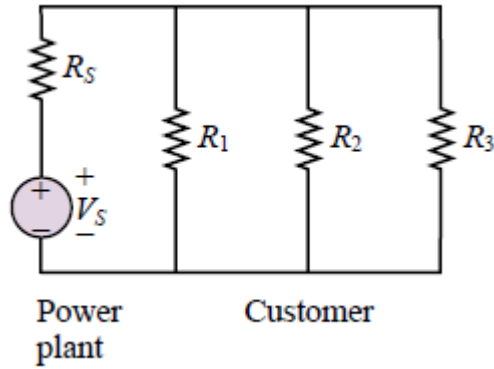 R_S
R_1 R_2 R_3
+ +
V_S
− −
Power Customer
plant